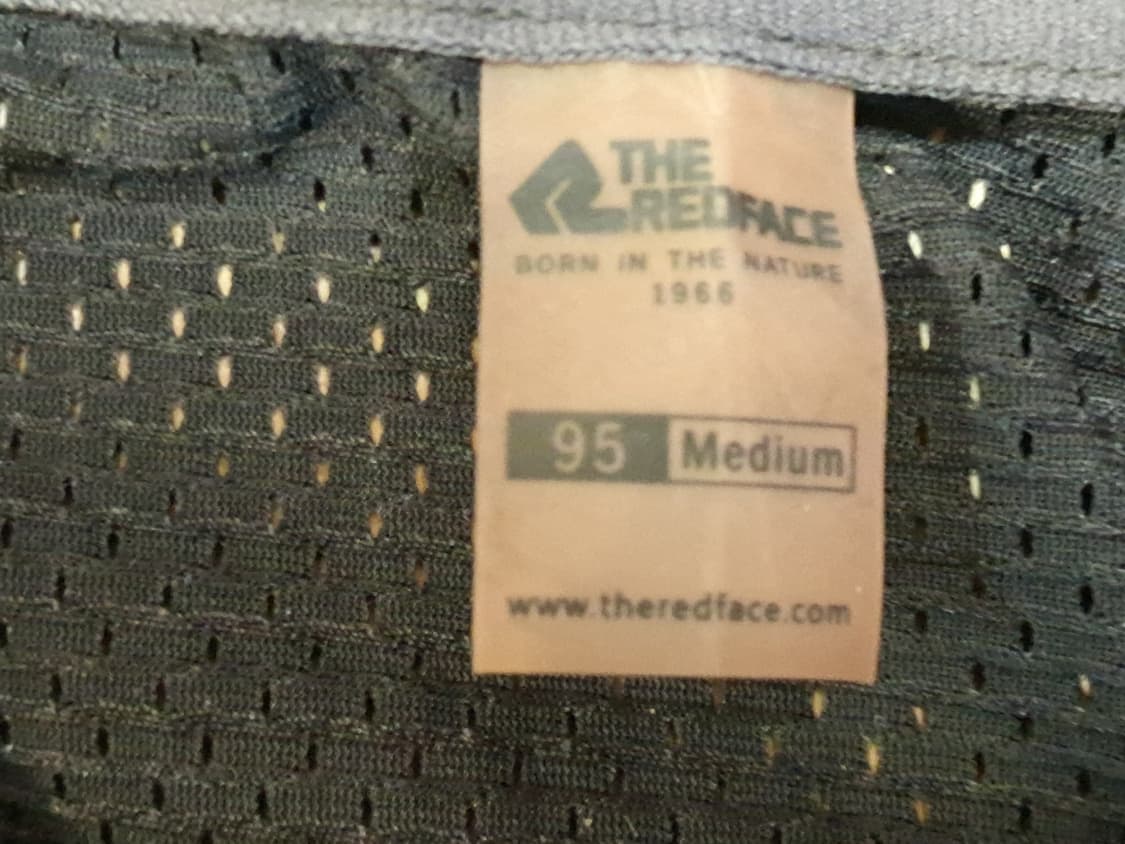 THE
REDFACE
BORN IN THE NATURE
1966
95 Medium
www.theredface.com